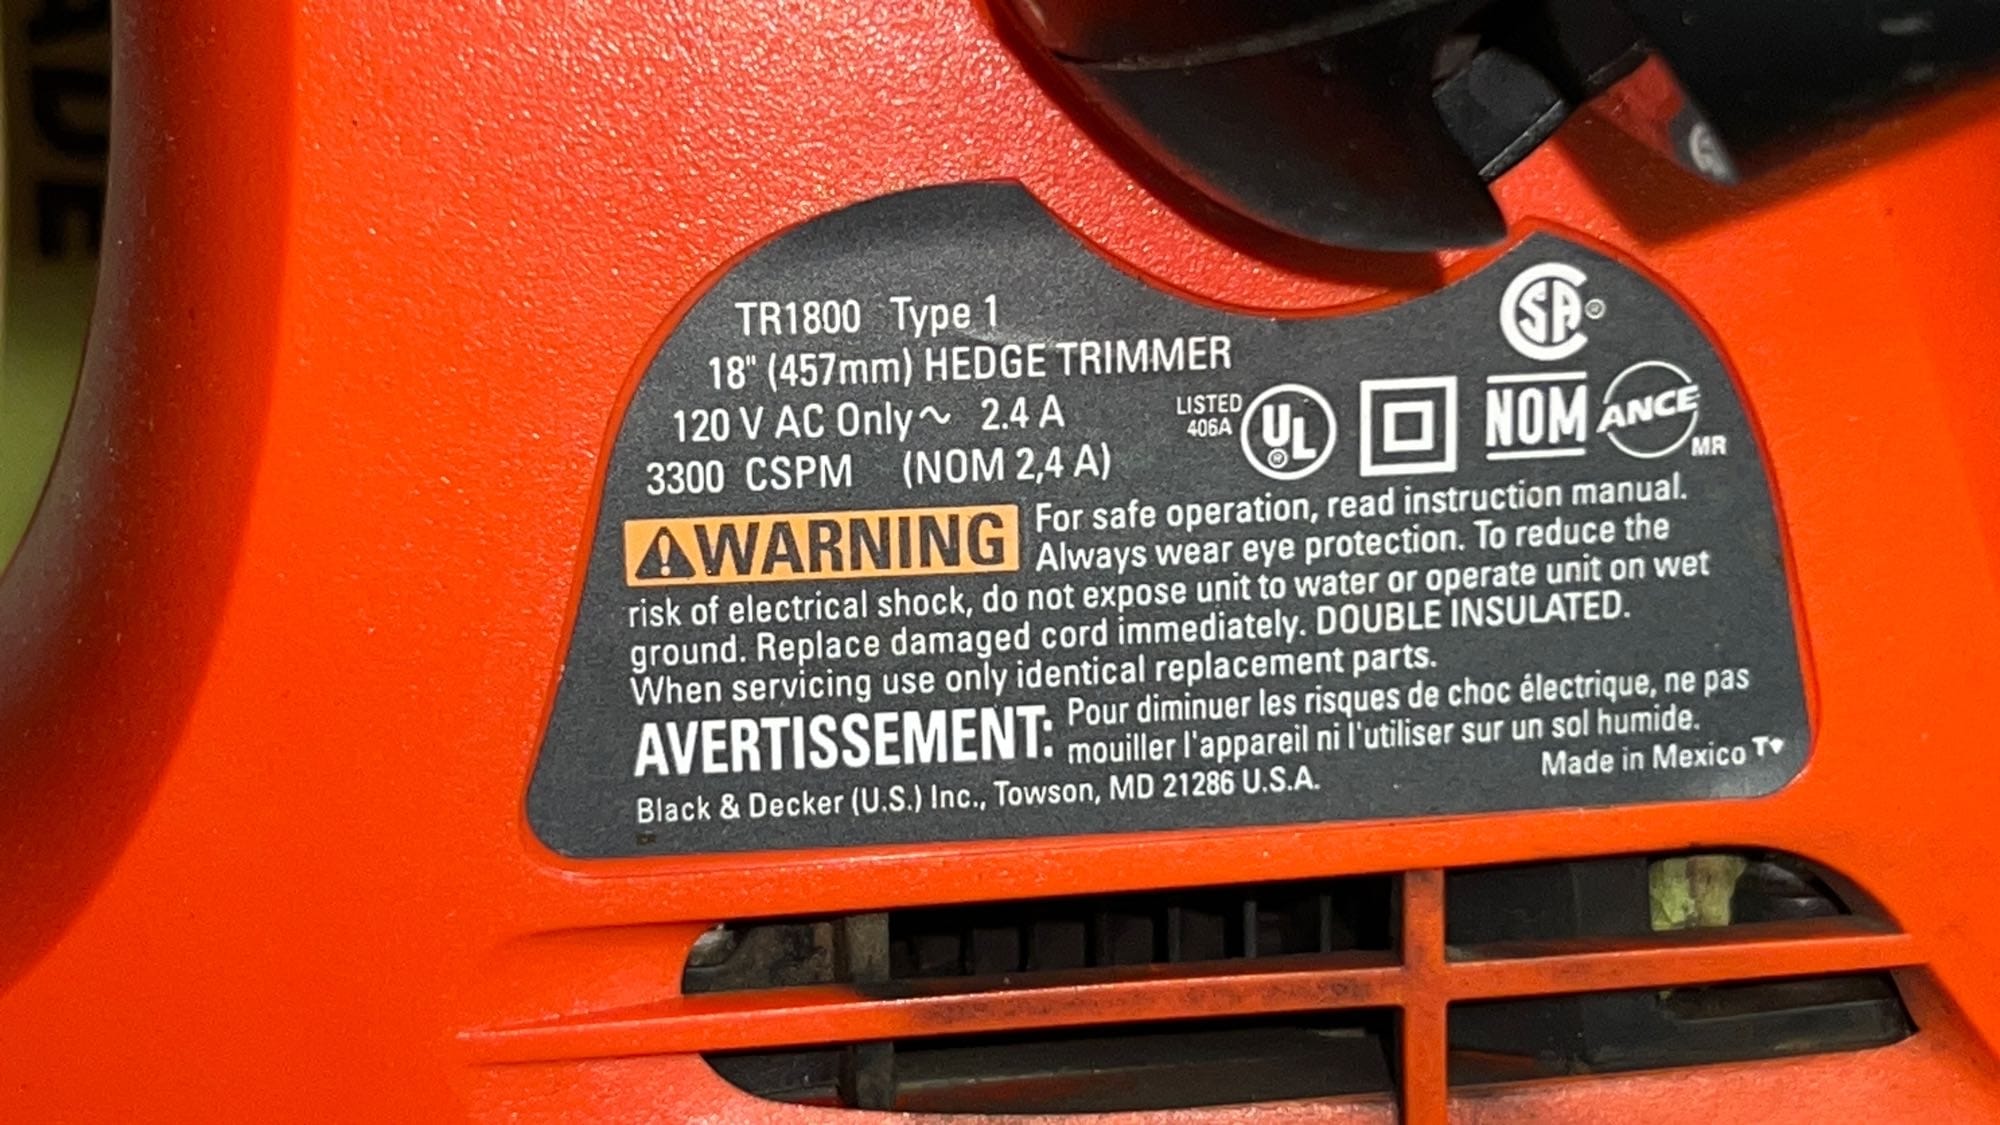 TR1800 Type 1
18" (457mm) HEDGE TRIMMER
120 V AC Only~ 2.4 A
3300 CSPM (NOM 2,4 A)
LISTED
406A
UL®
CSA®
NOM
ANCE
MR
⚠WARNING For safe operation, read instruction manual.
Always wear eye protection. To reduce the
risk of electrical shock, do not expose unit to water or operate unit on wet
ground. Replace damaged cord immediately. DOUBLE INSULATED.
When servicing use only identical replacement parts.
AVERTISSEMENT: Pour diminuer les risques de choc électrique, ne pas
mouiller l'appareil ni l'utiliser sur un sol humide.
Black & Decker (U.S.) Inc., Towson, MD 21286 U.S.A.
Made in Mexico T▾